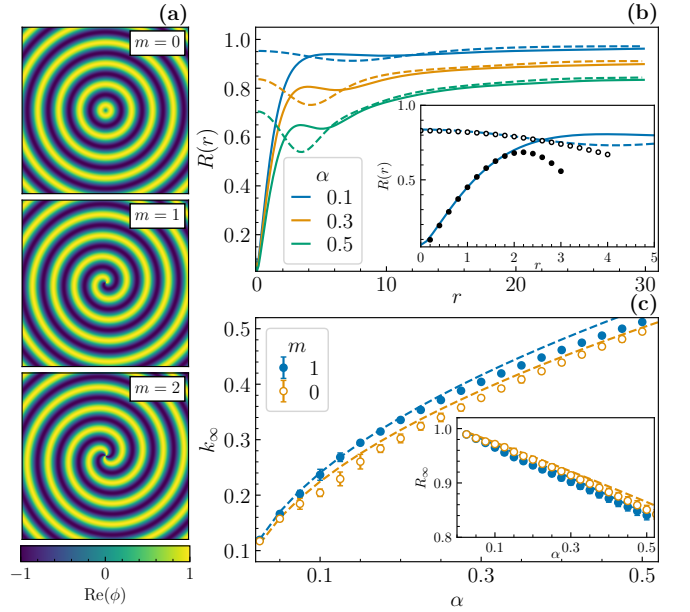 (a)
m = 0
m = 1
m = 2
−1 0 1
Re(ϕ)
(b)
1.0
0.8
0.6
0.4
0.2
R(r)
α
0.1
0.3
0.5
0 10 20 30
r
1.0
0.5
R(r)
0 1 2 3 4 5
r
(c)
0.5
0.4
0.3
0.2
0.1
k∞
m
1
0
0.1 0.3 0.5
α
1.0
0.9
0.8
R∞
0.1 0.3 0.5
α